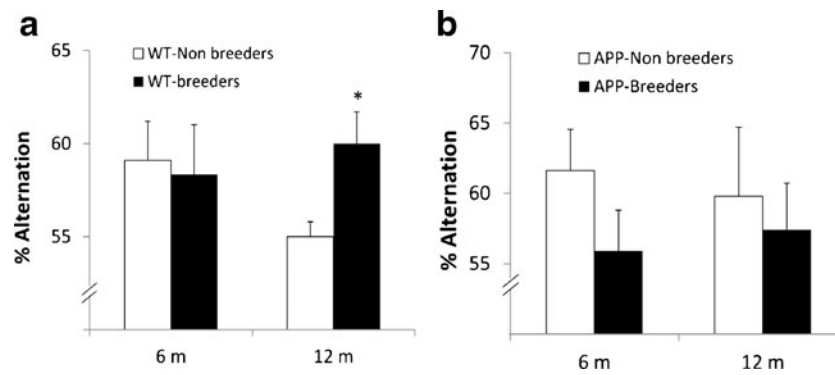 a
65
WT-Non breeders
WT-breeders
*
60
55
% Alternation
6 m
12 m
b
70
APP-Non breeders
APP-Breeders
65
60
55
% Alternation
6 m
12 m